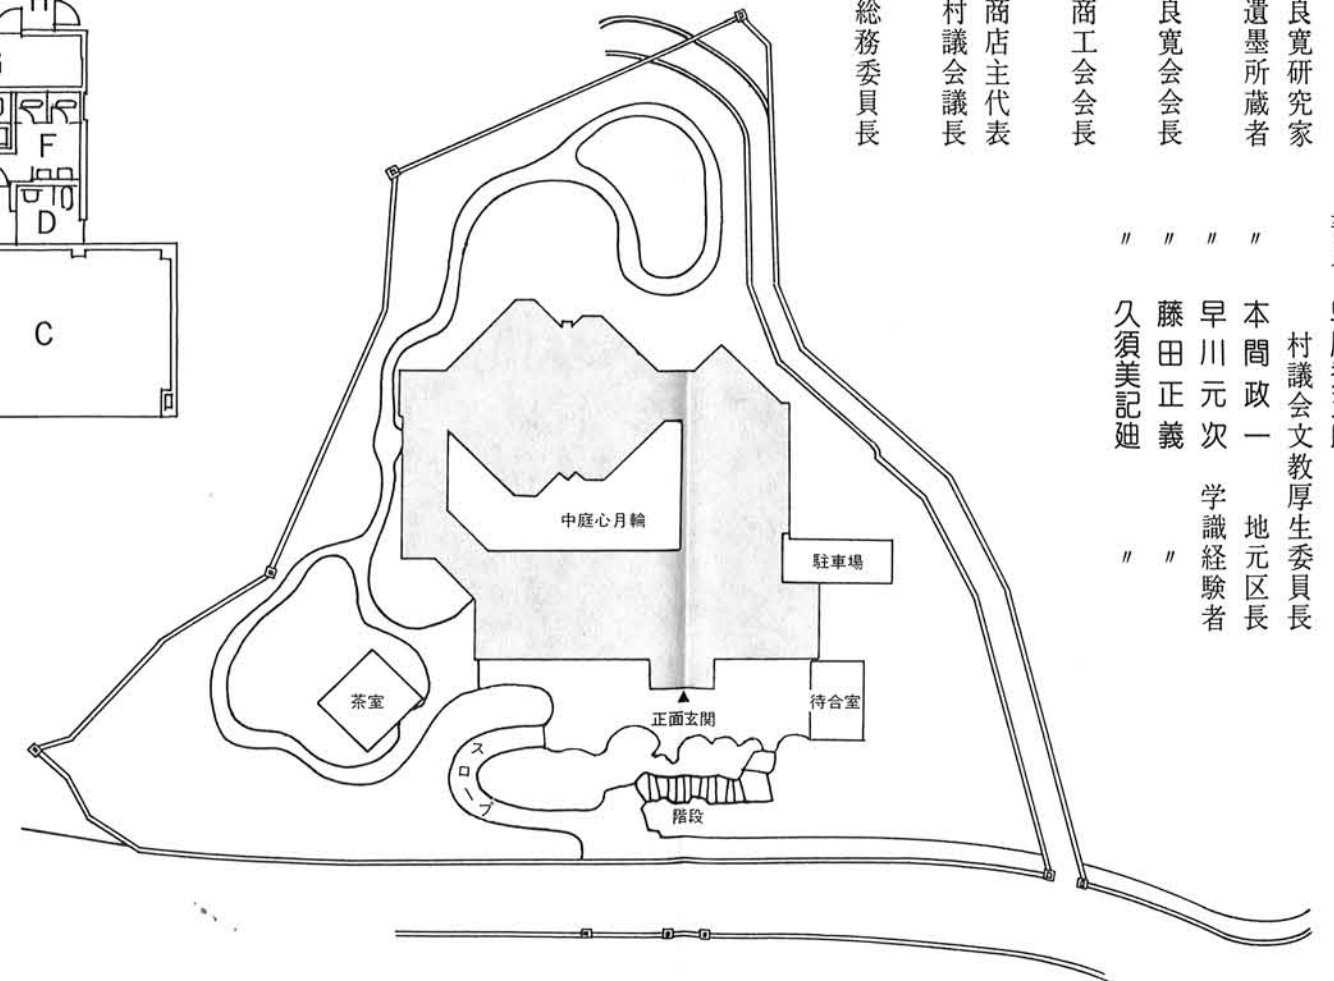 良寛研究家
遺墨所蔵者
良寛会会長
商工会会長
商店主代表
村議会議長
総務委員長
村議会文教厚生委員長
〃 本間政一 地元区長
〃 早川元次 学識経験者
〃 藤田正義 〃
〃 久須美記廸 〃
F
D
C
中庭心月輪
駐車場
茶室
待合室
正面玄関
スロープ
階段